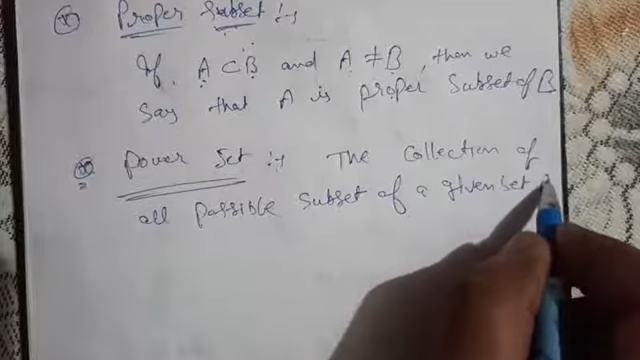 Proper Subset :-
If, A ⊂ B and A ≠ B, then we
say that A is proper subset of B
Power Set :- The Collection of
all possible subset of a given set